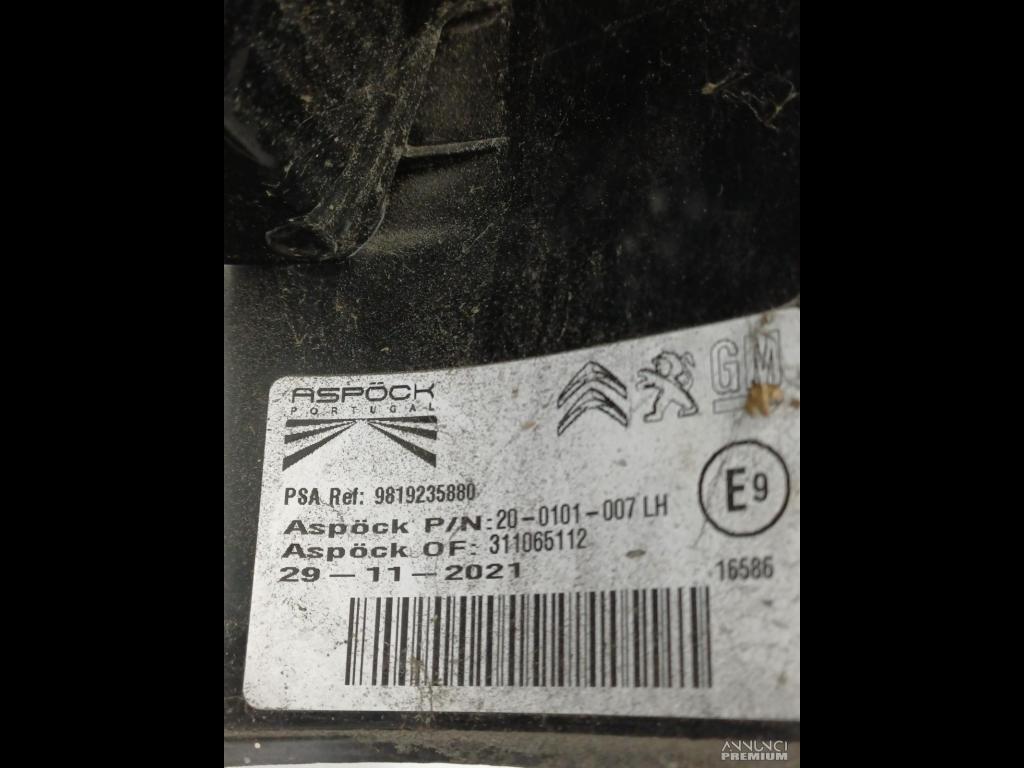 ASPÖCK
PORTUGAL
GM
PSA Ref: 9819235880
Aspöck P/N: 20-0101-007 LH
Aspöck OF: 311065112
29-11-2021
E9
16586
ANNUNCI
PREMIUM